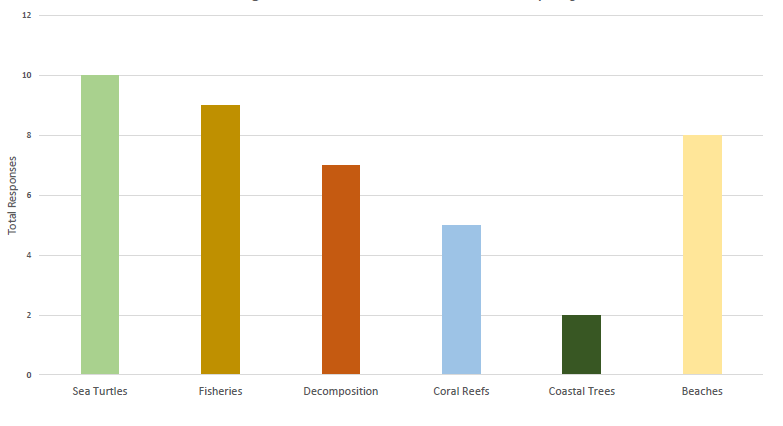 12
10
8
6
4
2
0
Total Responses
Sea Turtles
Fisheries
Decomposition
Coral Reefs
Coastal Trees
Beaches